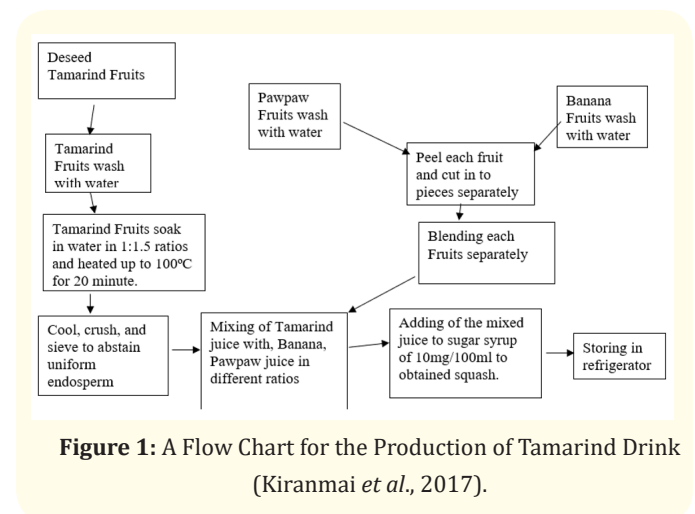 Deseed
Tamarind Fruits
Tamarind
Fruits wash
with water
Tamarind Fruits soak
in water in 1:1.5 ratios
and heated up to 100°C
for 20 minute.
Cool, crush, and
sieve to abstain
uniform
endosperm
Pawpaw
Fruits wash
with water
Banana
Fruits wash
with water
Peel each fruit
and cut in to
pieces separately
Blending each
Fruits separately
Mixing of Tamarind
juice with, Banana,
Pawpaw juice in
different ratios
Adding of the mixed
juice to sugar syrup
of 10mg/100ml to
obtained squash.
Storing in
refrigerator
Figure 1: A Flow Chart for the Production of Tamarind Drink
(Kiranmai et al., 2017).